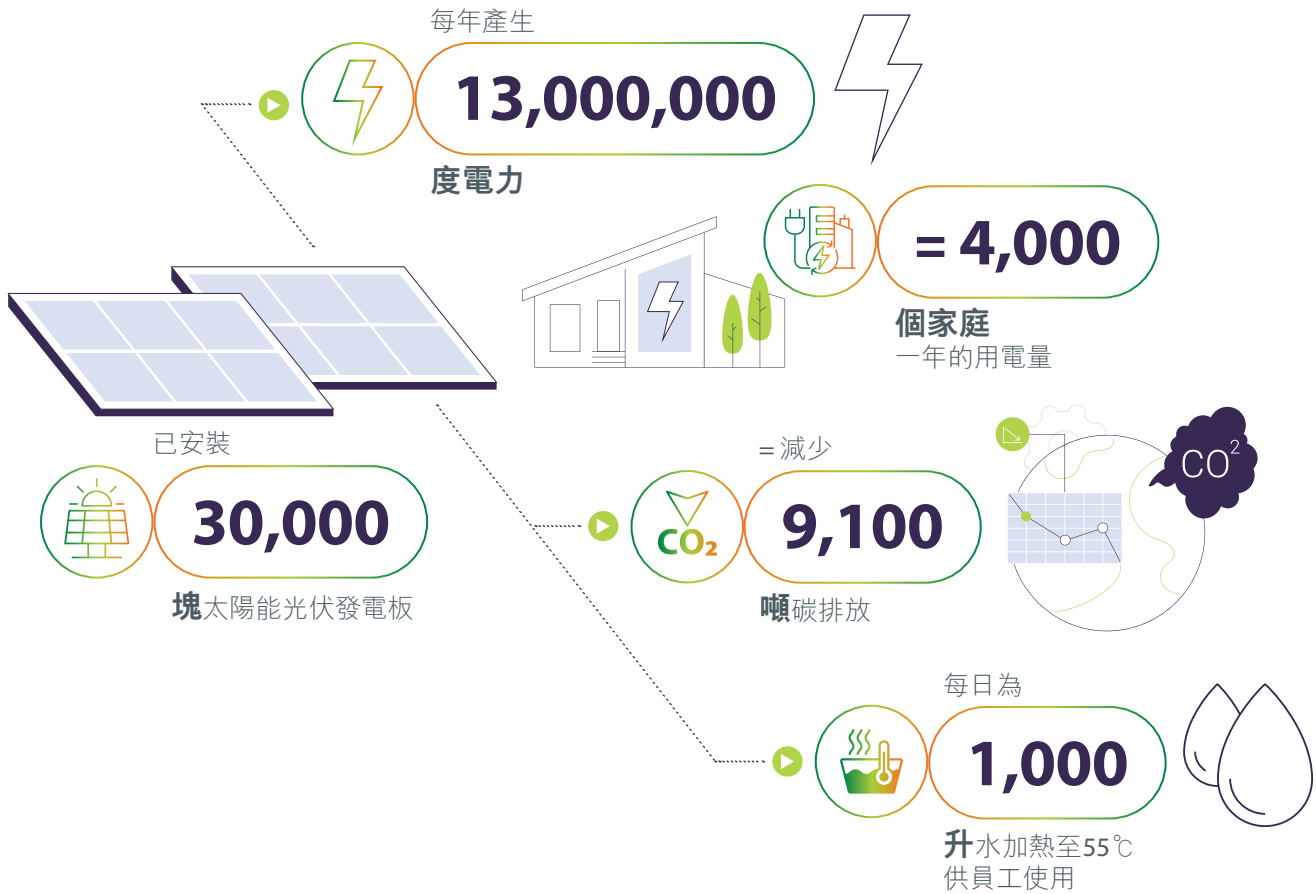 每年產生
13,000,000
度電力
= 4,000
個家庭
一年的用電量
已安裝
30,000
塊太陽能光伏發電板
= 減少
CO₂
9,100
噸碳排放
CO²
每日為
1,000
升水加熱至55℃
供員工使用